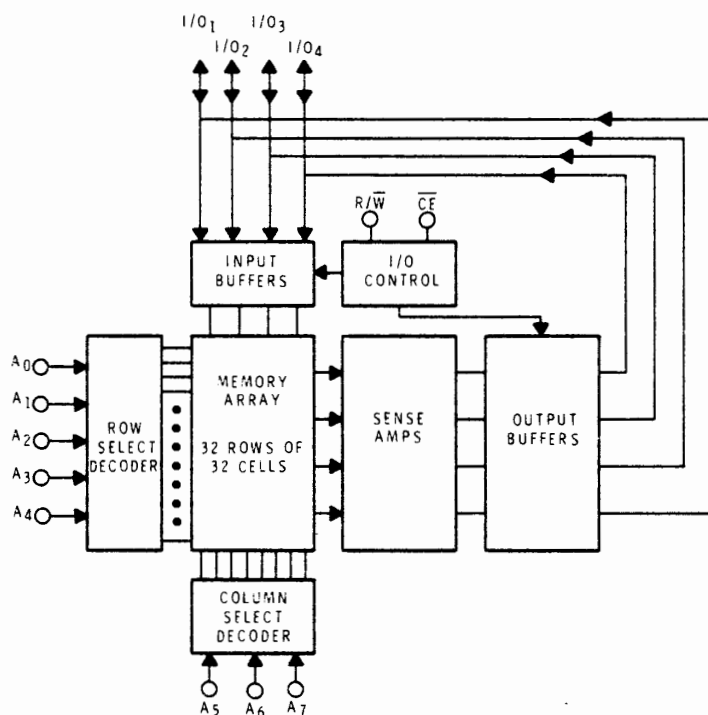 I/O1 I/O2 I/O3 I/O4
R/W̅ C̅E̅
INPUT
BUFFERS
I/O
CONTROL
A0
A1
A2
A3
A4
ROW
SELECT
DECODER
MEMORY
ARRAY
32 ROWS OF
32 CELLS
SENSE
AMPS
OUTPUT
BUFFERS
COLUMN
SELECT
DECODER
A5 A6 A7